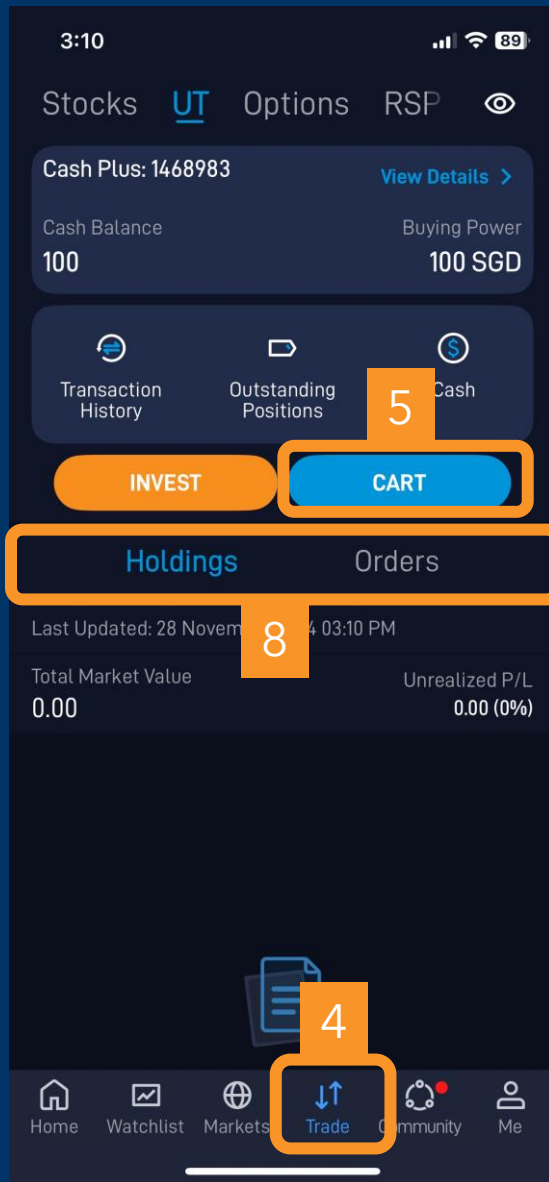 3:10 89
Stocks UT Options RSP
Cash Plus: 1468983 View Details >
Cash Balance Buying Power
100 100 SGD
Transaction Outstanding Cash
History Positions
5
INVEST CART
Holdings Orders
Last Updated: 28 Novem 4 03:10 PM
8
Total Market Value Unrealized P/L
0.00 0.00 (0%)
4
Home Watchlist Markets Trade mmunity Me